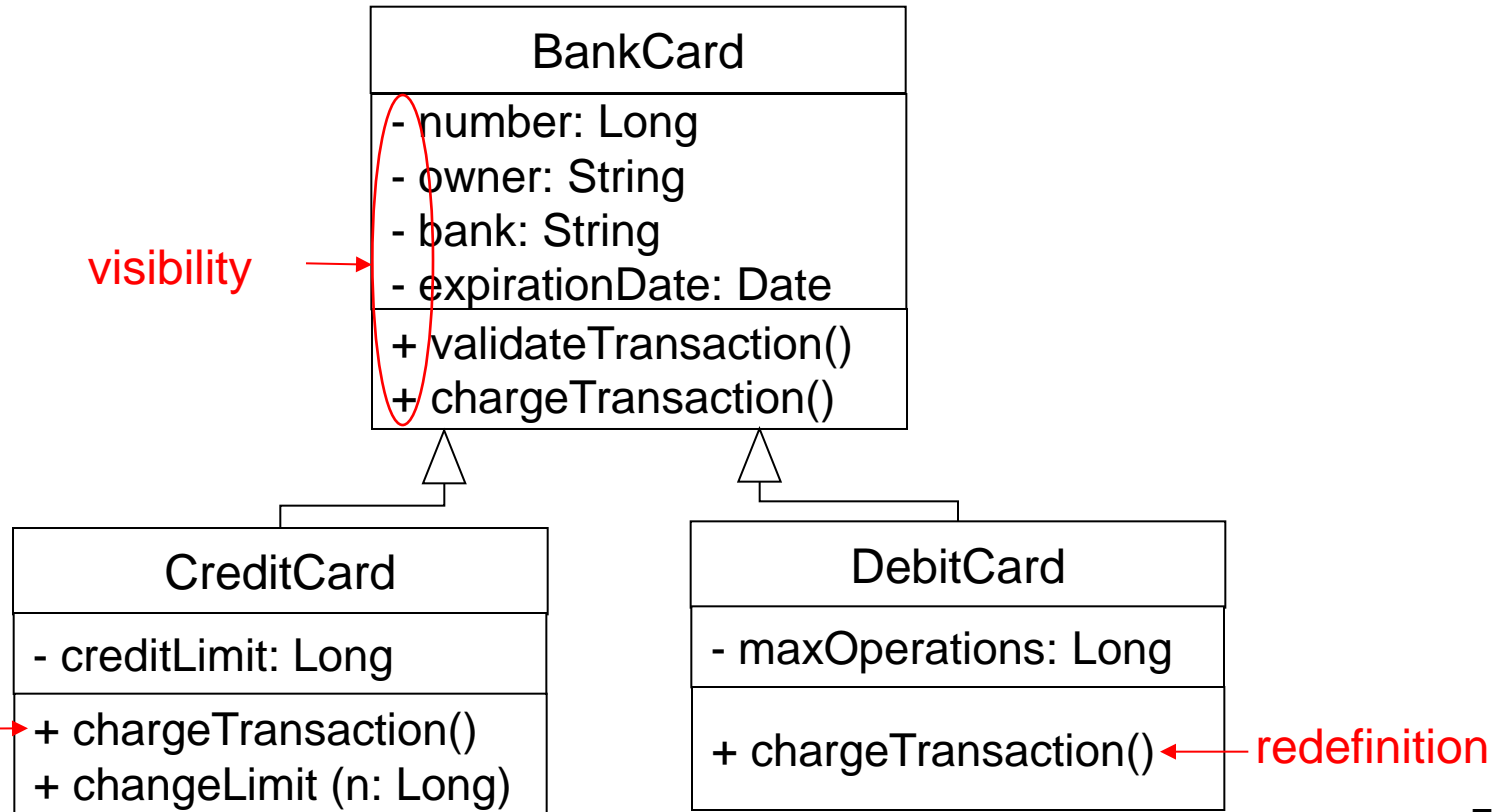 BankCard
- number: Long
- owner: String
- bank: String
- expirationDate: Date
+ validateTransaction()
+ chargeTransaction()
visibility
CreditCard
- creditLimit: Long
+ chargeTransaction()
+ changeLimit (n: Long)
DebitCard
- maxOperations: Long
+ chargeTransaction()
redefinition